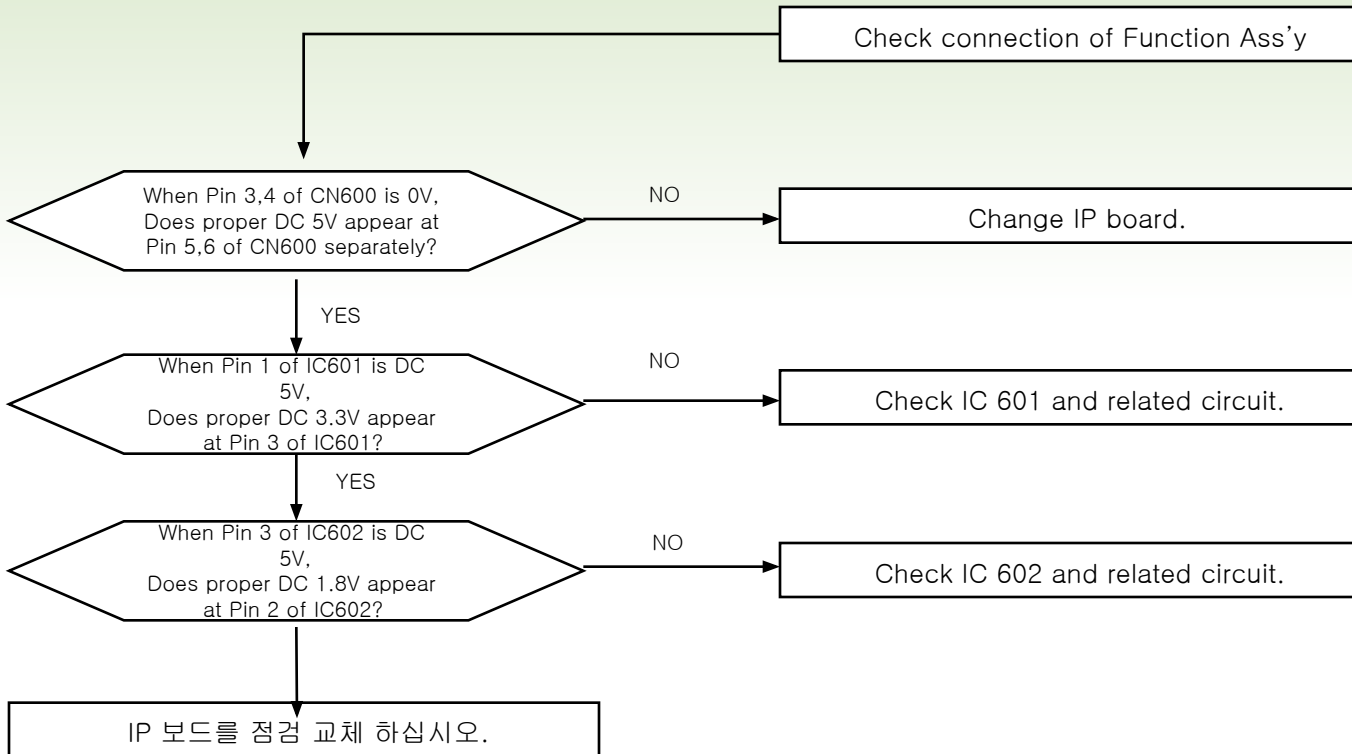 Check connection of Function Ass'y
When Pin 3,4 of CN600 is 0V,
Does proper DC 5V appear at
Pin 5,6 of CN600 separately?
NO
Change IP board.
YES
When Pin 1 of IC601 is DC
5V,
Does proper DC 3.3V appear
at Pin 3 of IC601?
NO
Check IC 601 and related circuit.
YES
When Pin 3 of IC602 is DC
5V,
Does proper DC 1.8V appear
at Pin 2 of IC602?
NO
Check IC 602 and related circuit.
IP 보드를 점검 교체 하십시오.